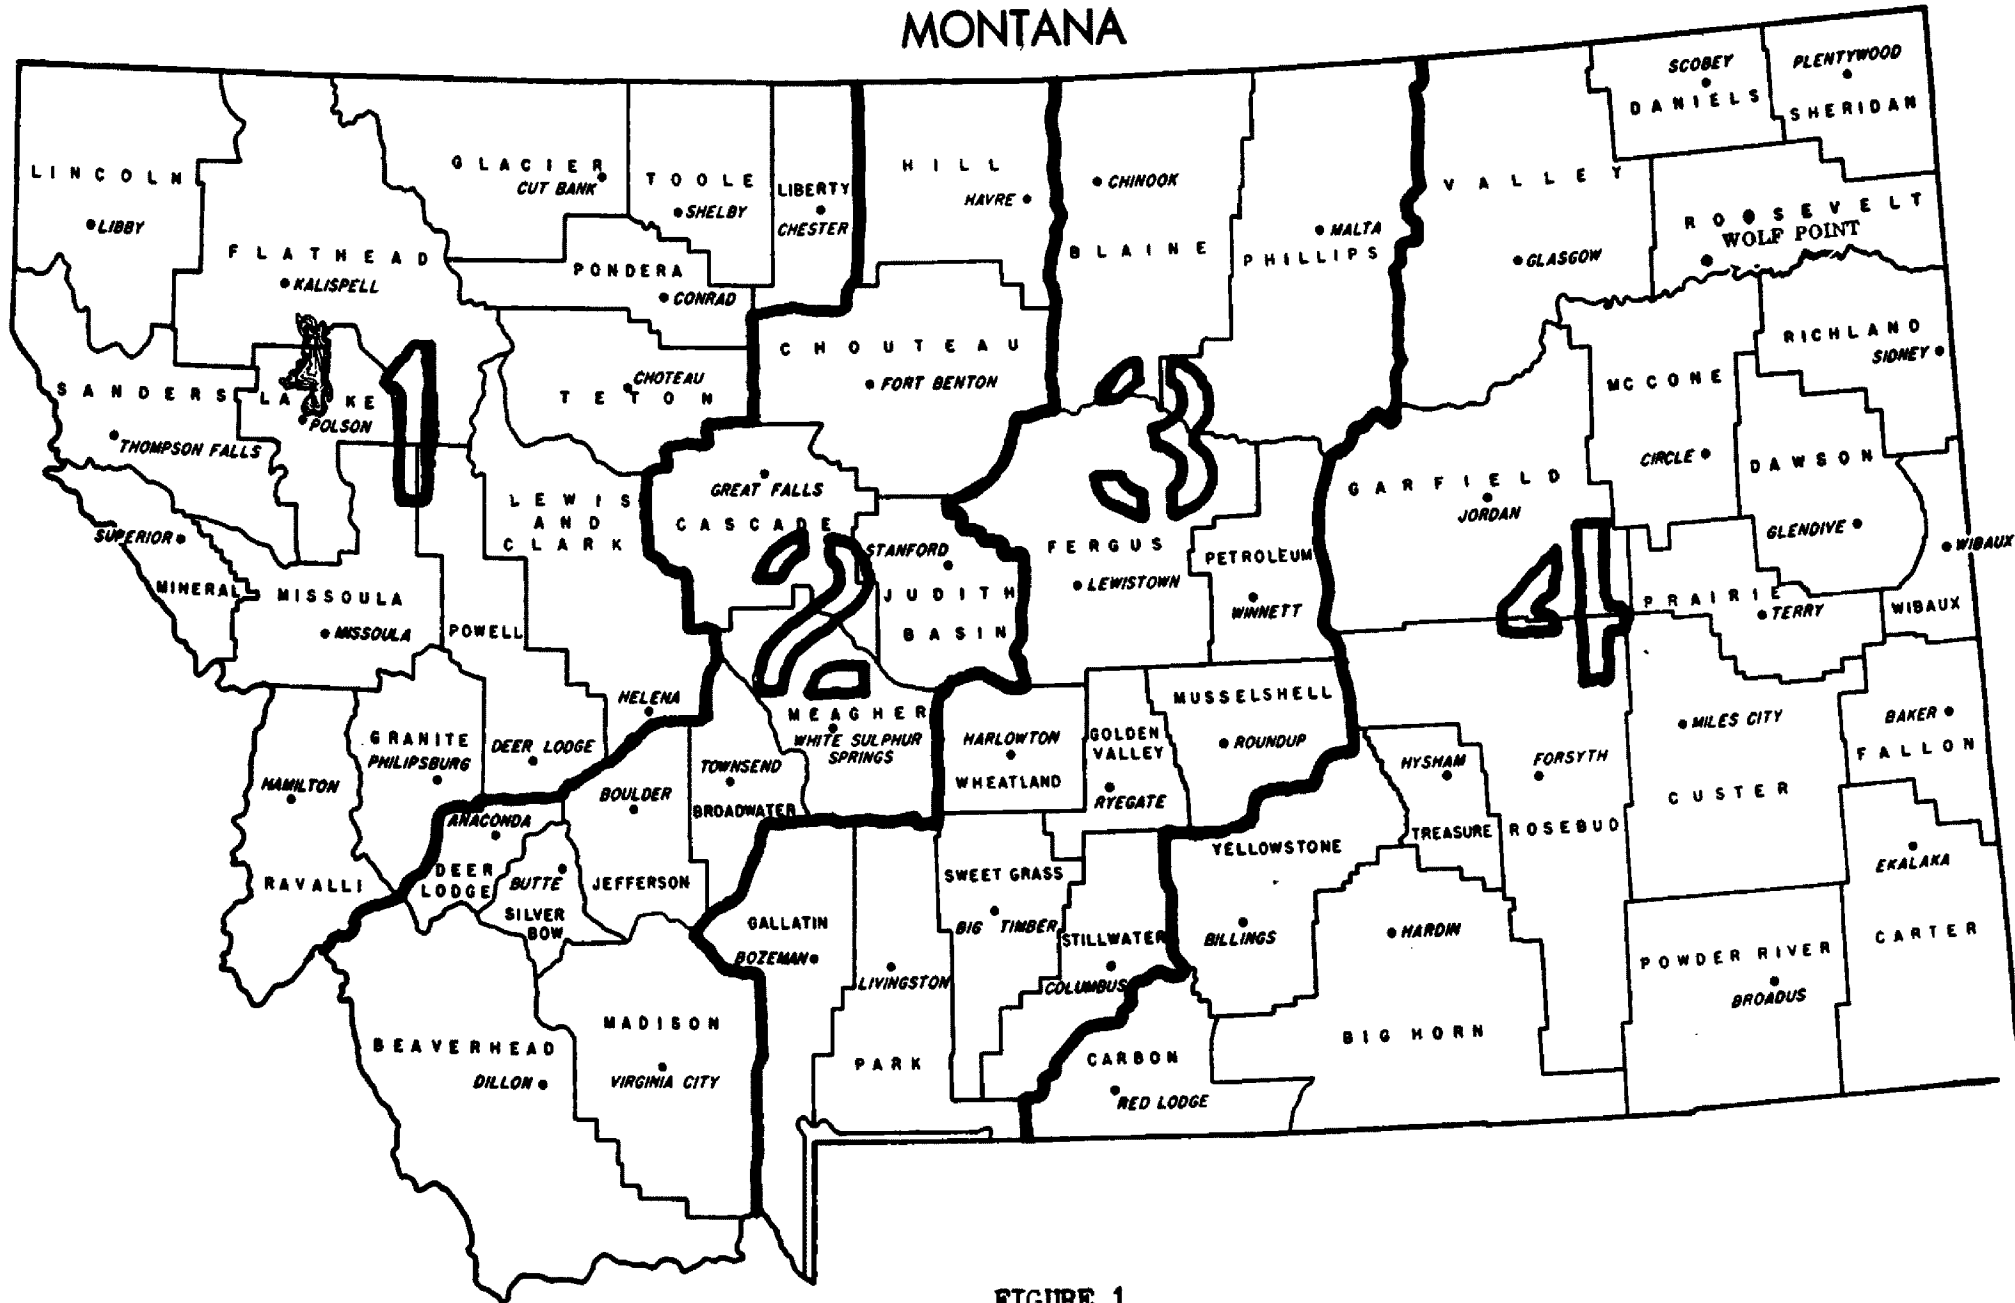 MONTANA
LINCOLN
LIBBY
FLATHEAD
KALISPELL
GLACIER
CUT BANK
TOOLE
SHELBY
LIBERTY
CHESTER
PONDERA
CONRAD
HILL
HAVRE
CHINOOK
BLAINE
MALTA
PHILLIPS
VALLEY
GLASGOW
SCOBEY
DANIELS
PLENTYWOOD
SHERIDAN
ROOSEVELT
WOLF POINT
RICHLAND
SIDNEY
SANDERS
THOMPSON FALLS
LAKE
POLSON
1
TETON
CHOTEAU
CHOUTEAU
FORT BENTON
3
MCCONE
CIRCLE
DAWSON
GLENDIVE
GARFIELD
JORDAN
WIBAUX
WIBAUX
SUPERIOR
MINERAL
MISSOULA
MISSOULA
POWELL
LEWIS
AND
CLARK
HELENA
GREAT FALLS
CASCADE
2
STANFORD
JUDITH
BASIN
FERGUS
LEWISTOWN
PETROLEUM
WINNETT
4
PRAIRIE
TERRY
GRANITE
PHILIPSBURG
DEER LODGE
HAMILTON
RAVALLI
MEAGHER
WHITE SULPHUR
SPRINGS
HARLOWTON
WHEATLAND
GOLDEN
VALLEY
RYEGATE
MUSSELSHELL
ROUNDUP
HYSHAM
TREASURE
FORSYTH
ROSEBUD
MILES CITY
CUSTER
BAKER
FALLON
ANACONDA
DEER
LODGE
BUTTE
SILVER
BOW
BOULDER
JEFFERSON
TOWNSEND
BROADWATER
GALLATIN
BOZEMAN
LIVINGSTON
PARK
SWEET GRASS
BIG TIMBER
STILLWATER
COLUMBUS
YELLOWSTONE
BILLINGS
HARDIN
BIG HORN
POWDER RIVER
BROADUS
EKALAKA
CARTER
BEAVERHEAD
DILLON
MADISON
VIRGINIA CITY
CARBON
RED LODGE
FIGURE 1